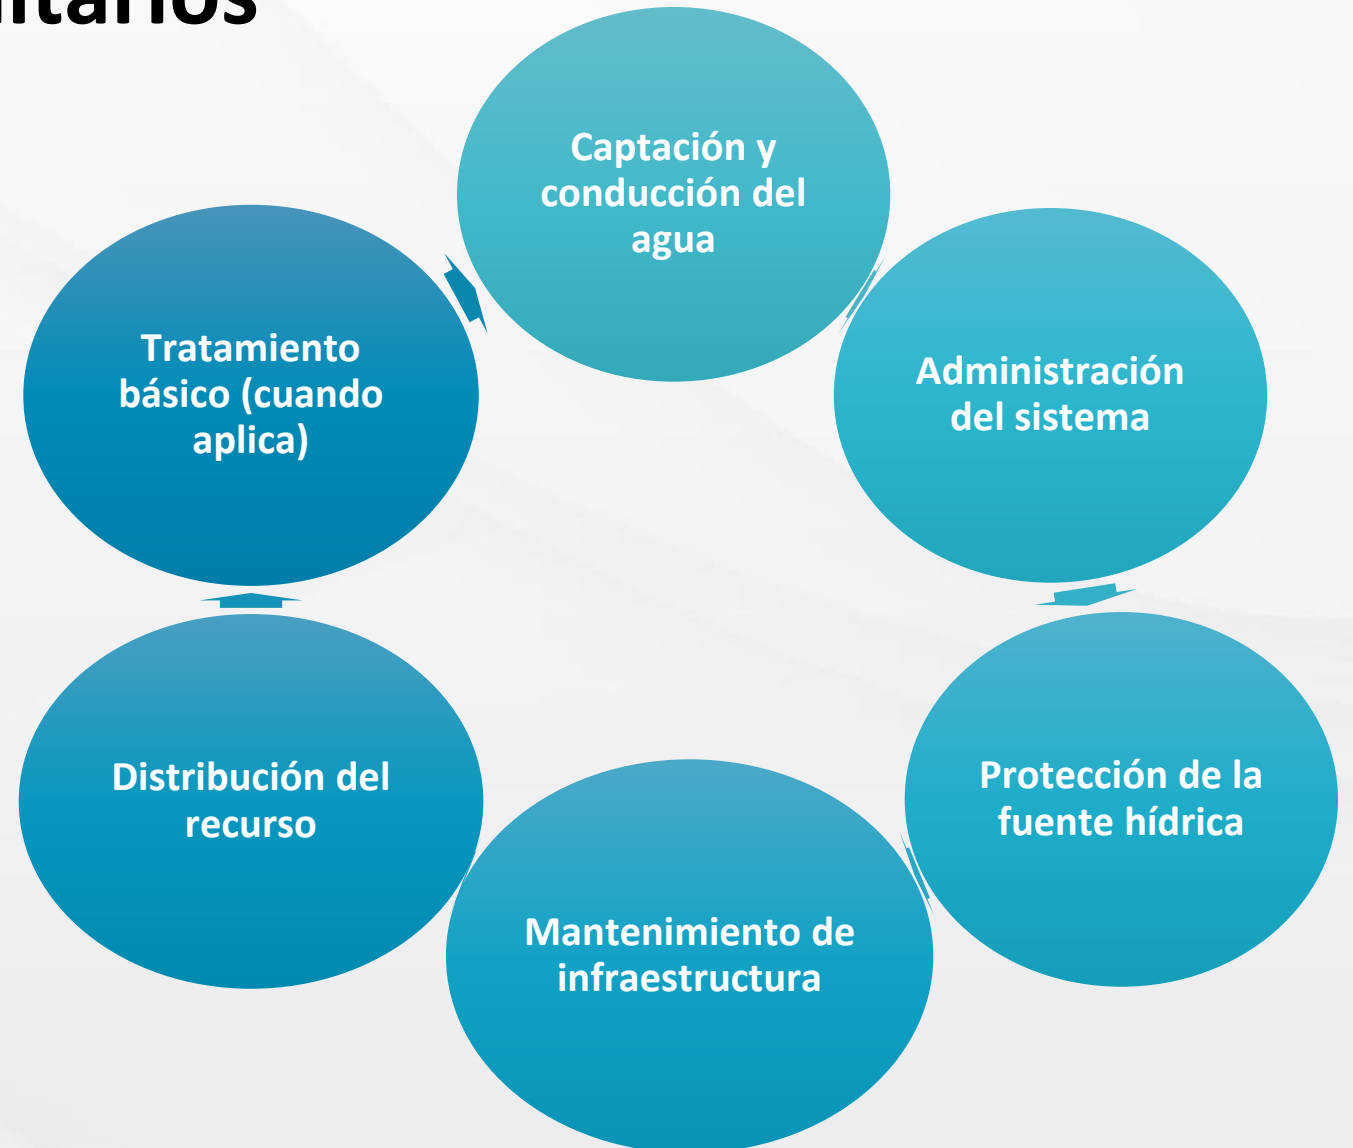 Captación y
conducción del
agua
Administración
del sistema
Protección de la
fuente hídrica
Mantenimiento de
infraestructura
Distribución del
recurso
Tratamiento
básico (cuando
aplica)